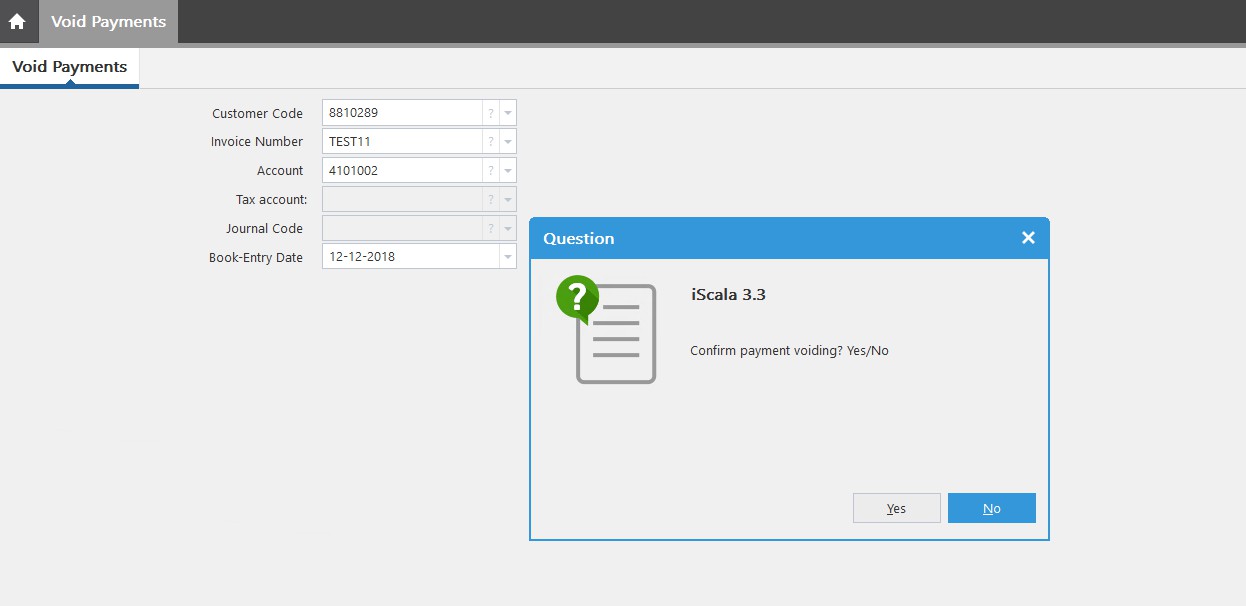 Void Payments
Void Payments
Customer Code 8810289 ?
Invoice Number TEST11 ?
Account 4101002 ?
Tax account: ?
Journal Code ?
Book-Entry Date 12-12-2018
Question
?
iScala 3.3
Confirm payment voiding? Yes/No
Yes No